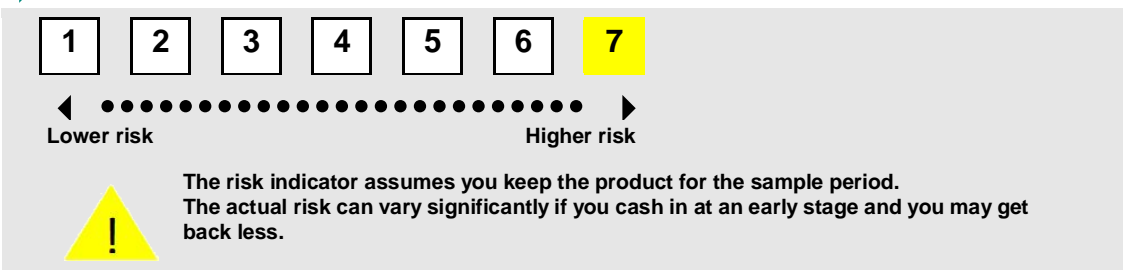 1 2 3 4 5 6 7
Lower risk Higher risk
The risk indicator assumes you keep the product for the sample period.
The actual risk can vary significantly if you cash in at an early stage and you may get
back less.
!